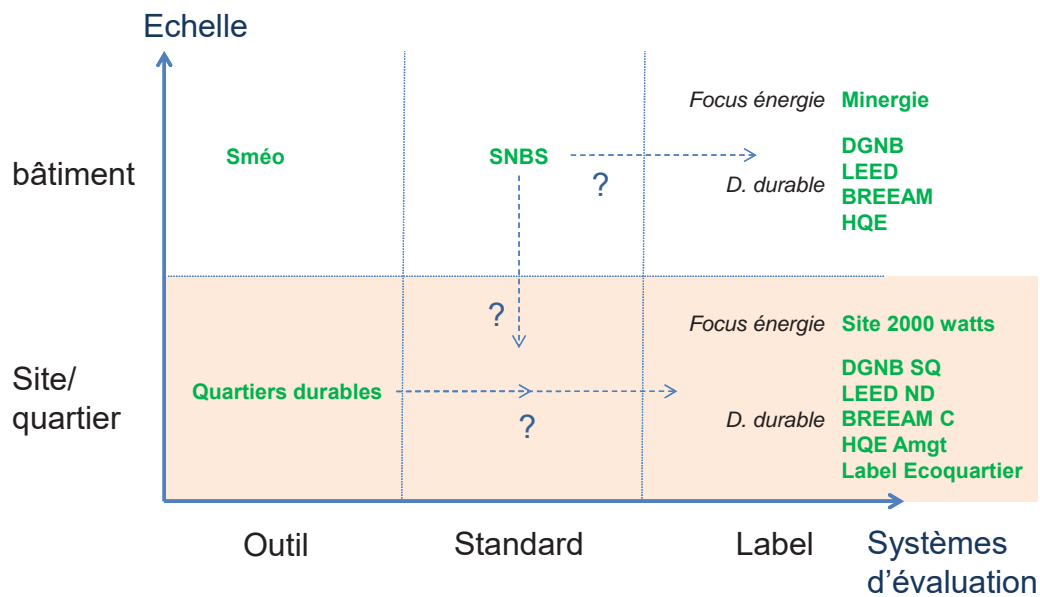 Echelle
Focus énergie Minergie
bâtiment
Sméo
SNBS
?
D. durable
DGNB
LEED
BREEAM
HQE
?
Focus énergie Site 2000 watts
Site/
quartier
Quartiers durables
?
D. durable
DGNB SQ
LEED ND
BREEAM C
HQE Amgt
Label Ecoquartier
Outil
Standard
Label
Systèmes
d'évaluation